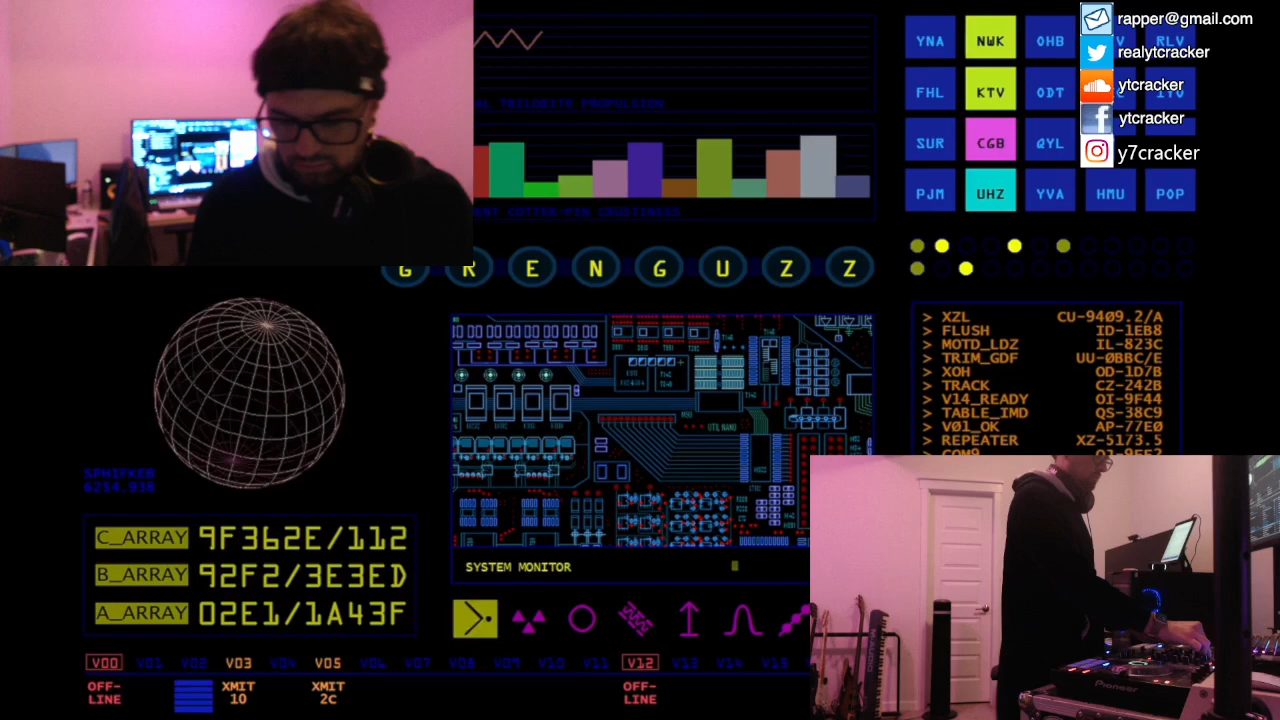 rapper@gmail.com
realytcracker
ytcracker
ytcracker
y7cracker
YNA NWK OHB RLV
FHL KTV ODT
SUR CGB QYL
PJM UHZ YVA HMU POP
G R E N G U Z Z
> XZL CU-9409.2/A
> FLUSH ID-1EB8
> MOTD_LDZ IL-823C
> TRIM_GDF UU-0BBC/E
> XOH OD-1D7B
> TRACK CZ-242B
> V14_READY OI-9F44
> TABLE_IMD QS-38C9
> V01_OK AP-77E0
> REPEATER XZ-5173.5
SPHIFKEB
6254.938
C_ARRAY 9F362E/112
B_ARRAY 92F2/3E3ED
A_ARRAY 02E1/1A43F
SYSTEM MONITOR
V00 V01 V02 V03 V04 V05 V06 V07 V08 V09 V10 V11 V12 V13 V14 V15
OFF-LINE
XMIT 10
XMIT 2C
OFF-LINE
Pioneer